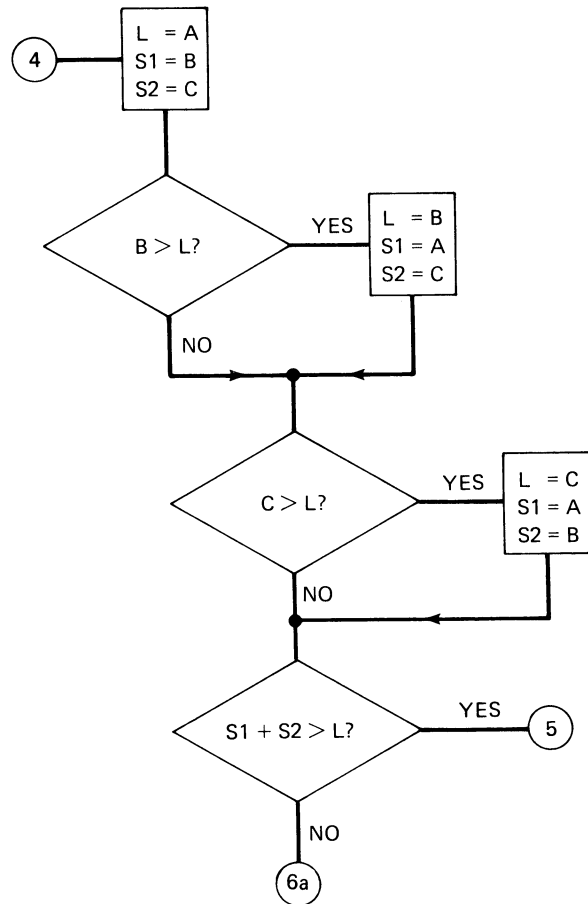 4
L = A
S1 = B
S2 = C
B > L?
YES
L = B
S1 = A
S2 = C
NO
C > L?
YES
L = C
S1 = A
S2 = B
NO
S1 + S2 > L?
YES
5
NO
6a